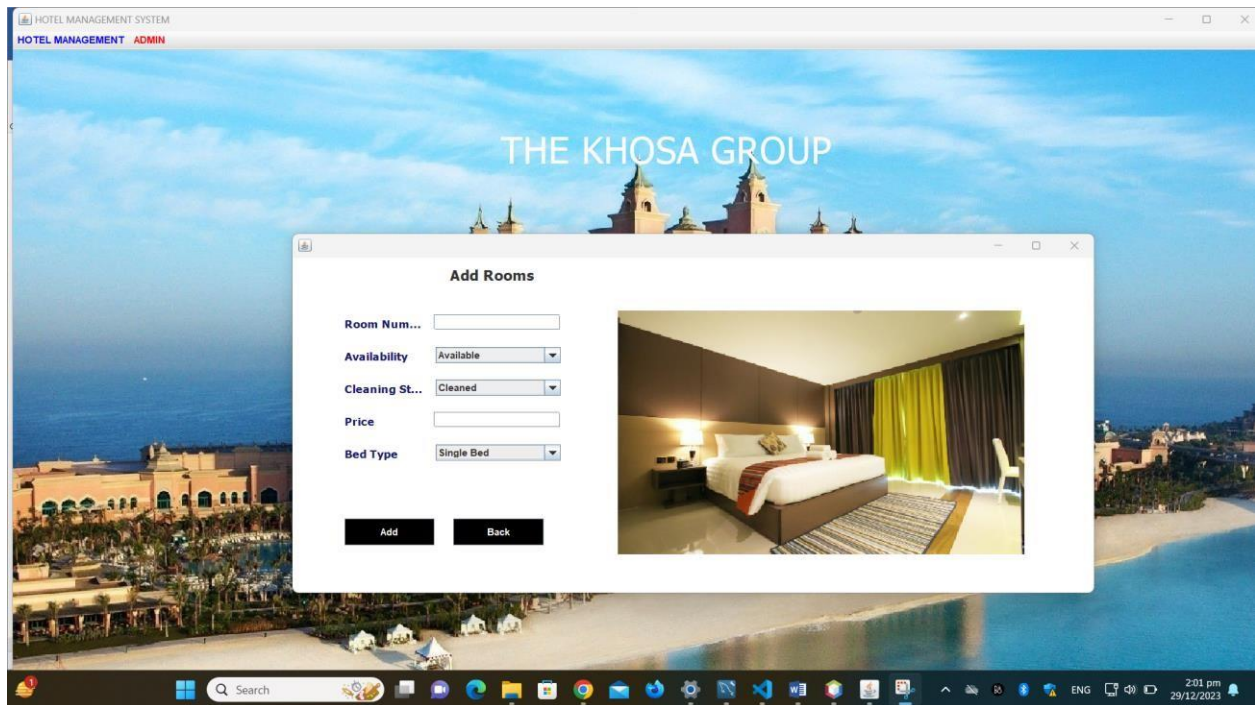 HOTEL MANAGEMENT SYSTEM
HOTEL MANAGEMENT ADMIN
THE KHOSA GROUP
Add Rooms
Room Num...
Availability Available
Cleaning St... Cleaned
Price
Bed Type Single Bed
Add Back
1
Search
ENG
2:01 pm
29/12/2023